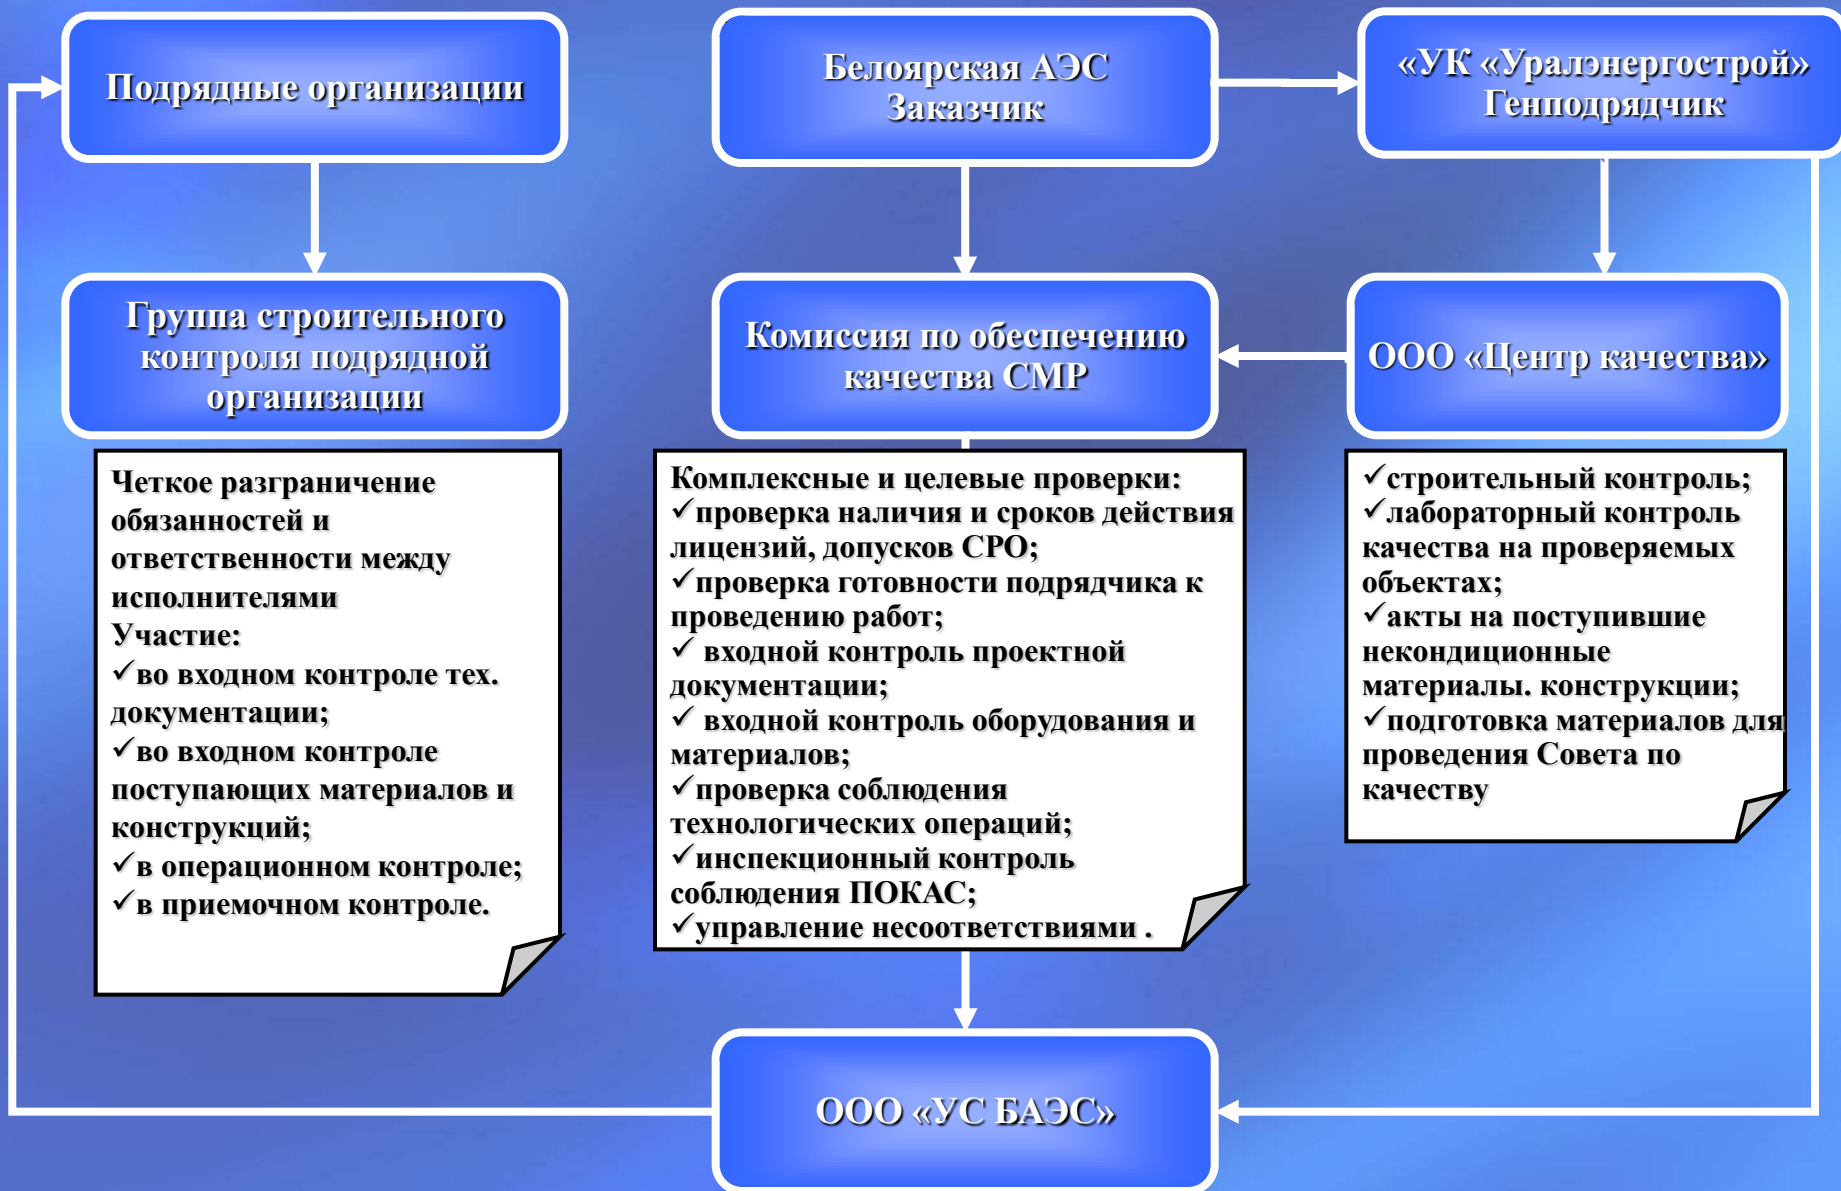 Подрядные организации
Белоярская АЭС
Заказчик
«УК «Уралэнергострой»
Генподрядчик
Группа строительного
контроля подрядной
организации
Комиссия по обеспечению
качества СМР
ООО «Центр качества»
Четкое разграничение
обязанностей и
ответственности между
исполнителями
Участие:
✓во входном контроле тех.
документации;
✓во входном контроле
поступающих материалов и
конструкций;
✓в операционном контроле;
✓в приемочном контроле.
Комплексные и целевые проверки:
✓проверка наличия и сроков действия
лицензий, допусков СРО;
✓проверка готовности подрядчика к
проведению работ;
✓ входной контроль проектной
документации;
✓ входной контроль оборудования и
материалов;
✓проверка соблюдения
технологических операций;
✓инспекционный контроль
соблюдения ПОКАС;
✓управление несоответствиями .
✓строительный контроль;
✓лабораторный контроль
качества на проверяемых
объектах;
✓акты на поступившие
некондиционные
материалы. конструкции;
✓подготовка материалов для
проведения Совета по
качеству
ООО «УС БАЭС»